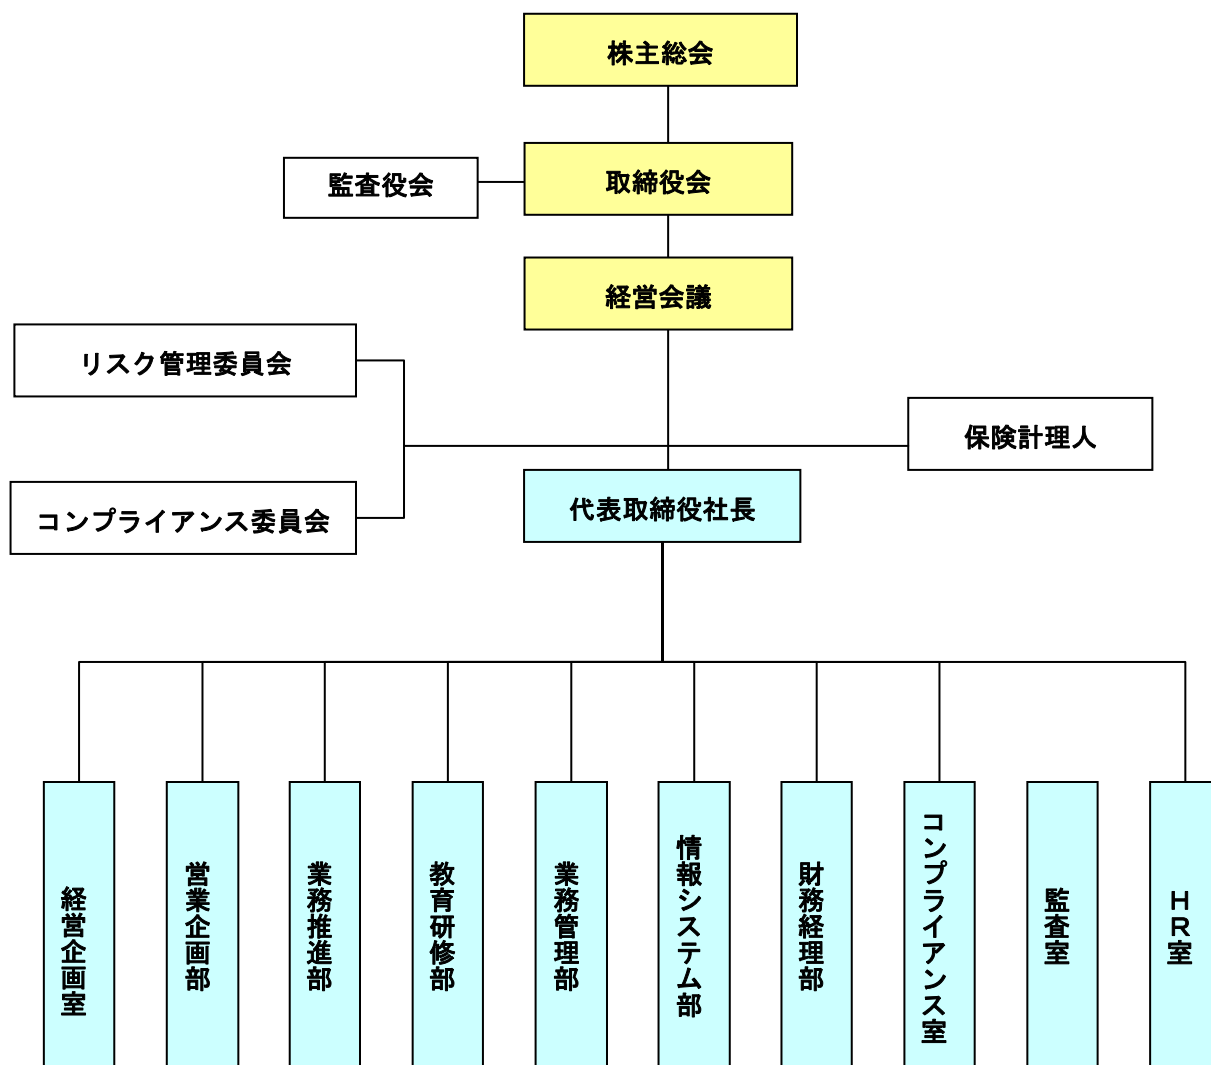 株主総会
監査役会
取締役会
経営会議
リスク管理委員会
保険計理人
コンプライアンス委員会
代表取締役社長
経営企画室
営業企画部
業務推進部
教育研修部
業務管理部
情報システム部
財務経理部
コンプライアンス室
監査室
ＨＲ室